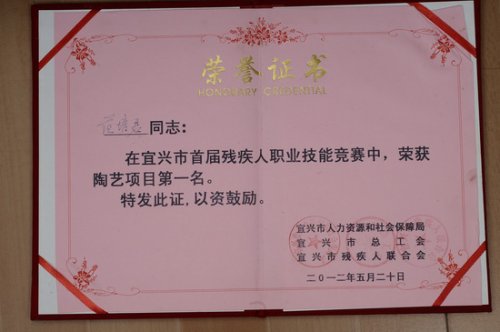 荣誉证书
HONORARY CREDENTIAL
同志：
在宜兴市首届残疾人职业技能竞赛中，荣获
陶艺项目第一名。
特发此证，以资鼓励。
宜兴市人力资源和社会保障局
宜兴市总工会
宜兴市残疾人联合会
二〇一二年五月二十日